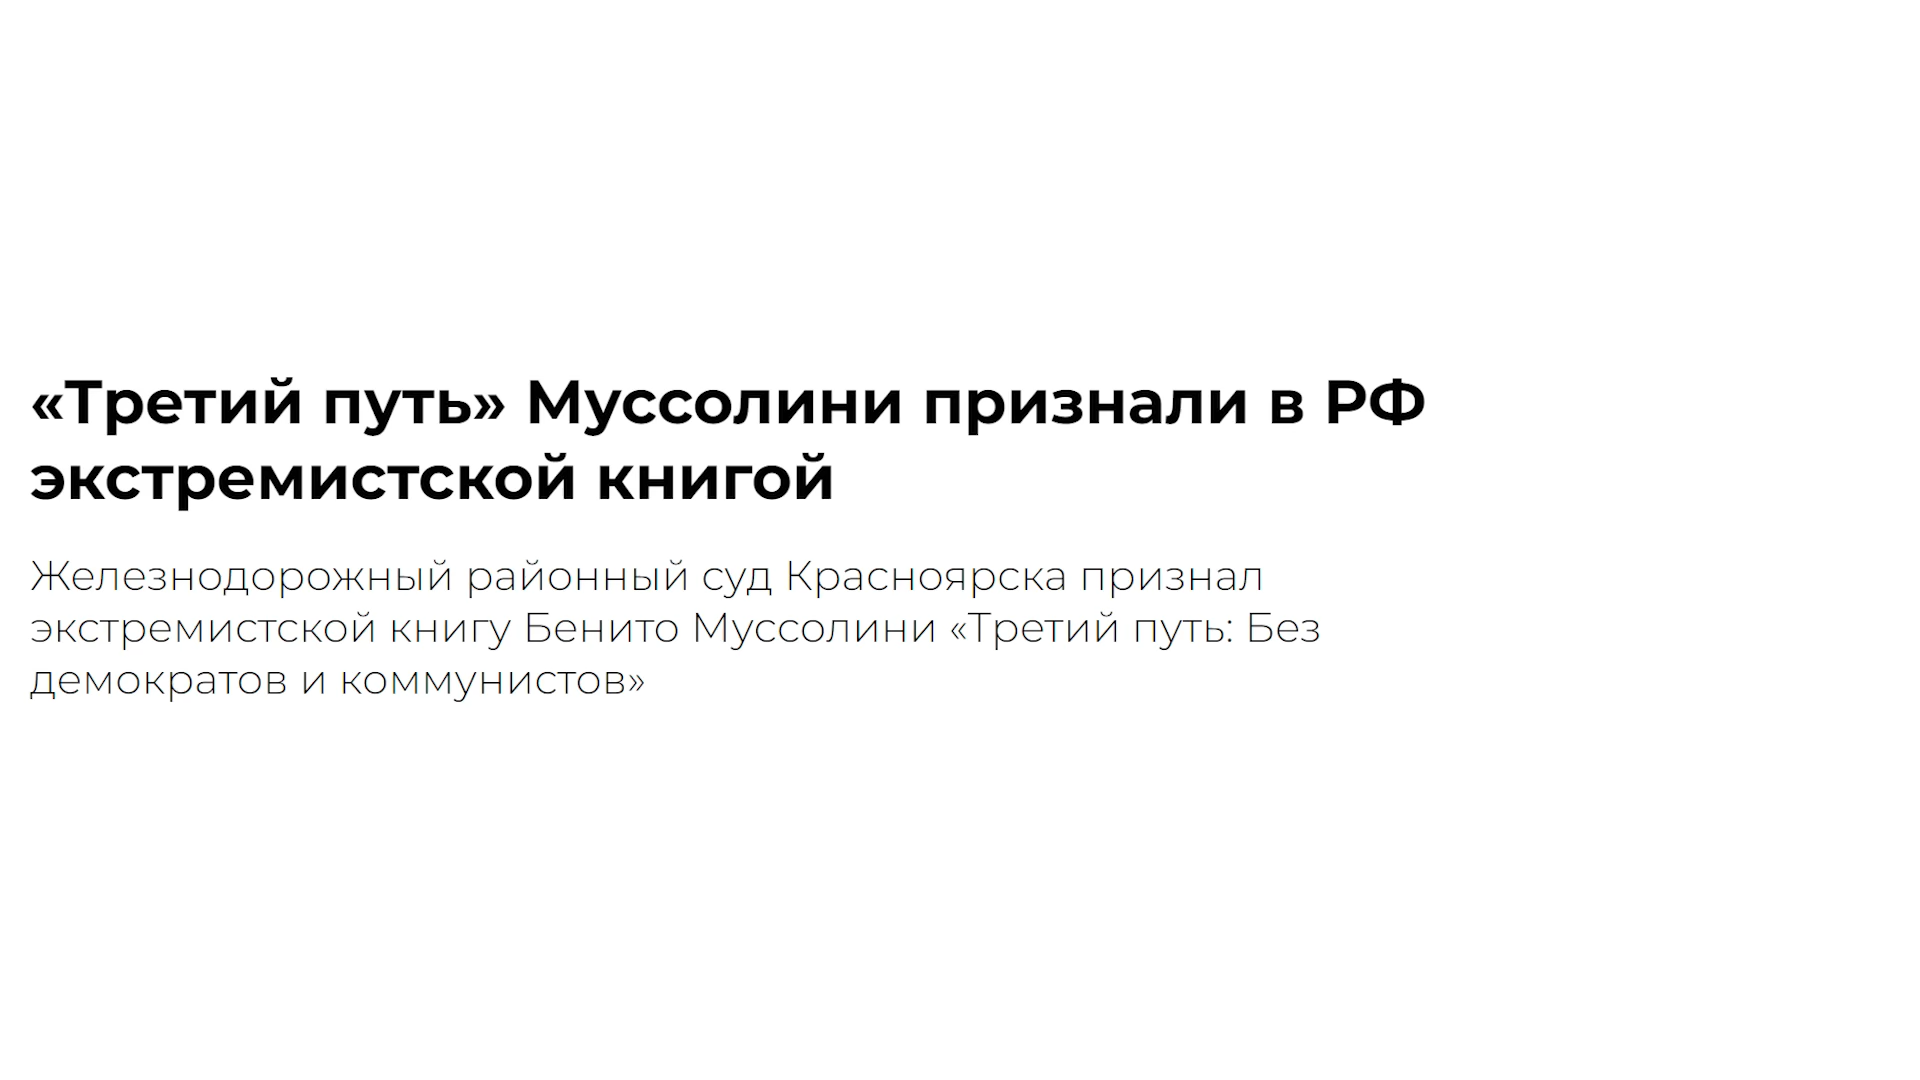 «Третий путь» Муссолини признали в РФ
экстремистской книгой
Железнодорожный районный суд Красноярска признал
экстремистской книгу Бенито Муссолини «Третий путь: Без
демократов и коммунистов»